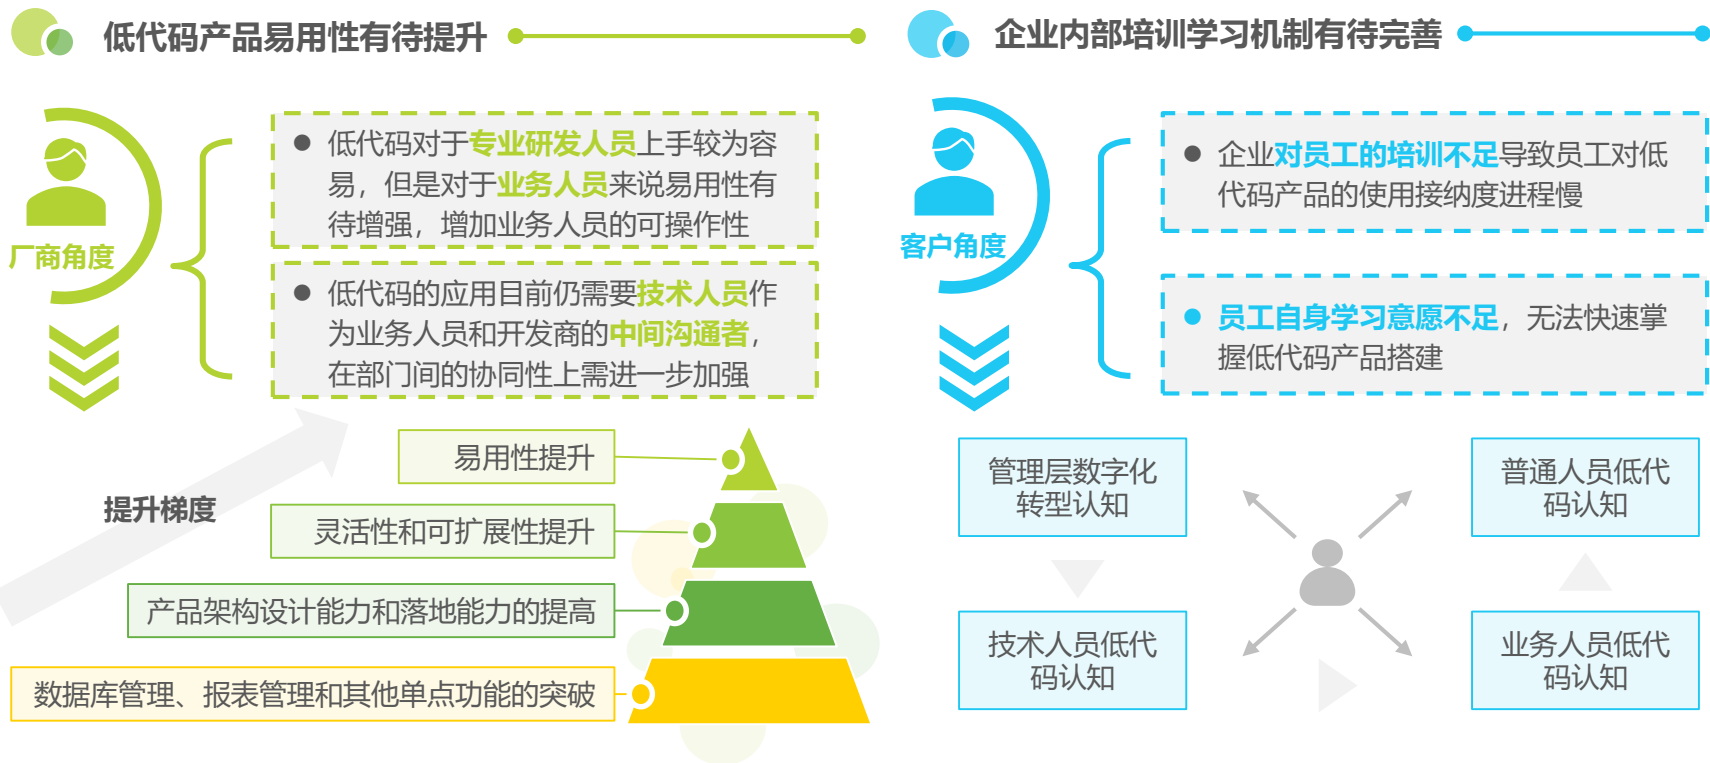 低代码产品易用性有待提升
厂商角度
低代码对于专业研发人员上手较为容
易，但是对于业务人员来说易用性有
待增强，增加业务人员的可操作性
低代码的应用目前仍需要技术人员作
为业务人员和开发商的中间沟通者，
在部门间的协同性上需进一步加强
提升梯度
易用性提升
灵活性和可扩展性提升
产品架构设计能力和落地能力的提高
数据库管理、报表管理和其他单点功能的突破
企业内部培训学习机制有待完善
客户角度
企业对员工的培训不足导致员工对低
代码产品的使用接纳度进程慢
员工自身学习意愿不足，无法快速掌
握低代码产品搭建
管理层数字化
转型认知
普通人员低代
码认知
技术人员低代
码认知
业务人员低代
码认知